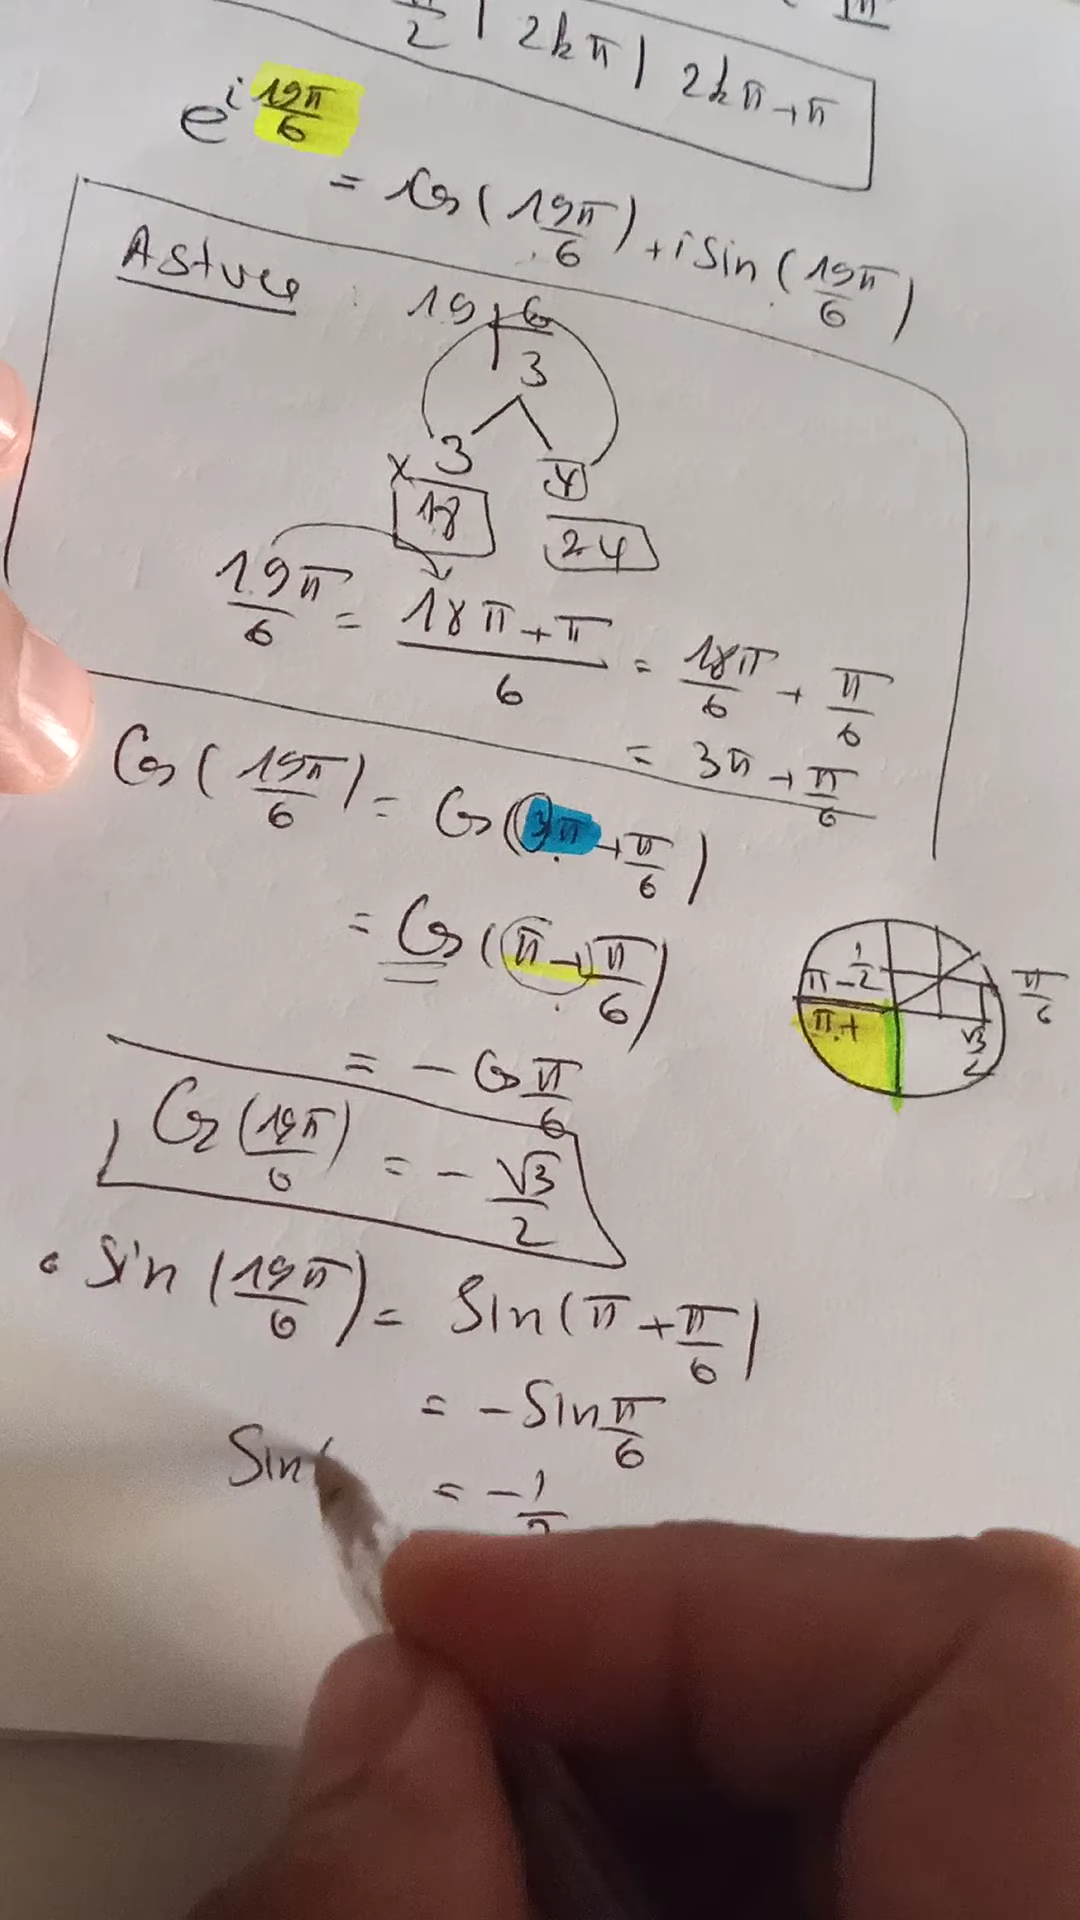 π/2 | 2kπ | 2kπ+π
e^i 19π/6
= Cos(19π/6) + i Sin(19π/6)
Astuce : 19 | 6
3
3 4
× 18 24
19π/6 = (18π+π)/6 = 18π/6 + π/6
= 3π + π/6
Cos(19π/6) = Cos(3π + π/6)
= Cos(π + π/6)
1/2
π - π/6
π +
√3/2
= - Cos π/6
Cos(19π/6) = - √3/2
• Sin(19π/6) = Sin(π + π/6)
= - Sin π/6
Sin( = - 1/2